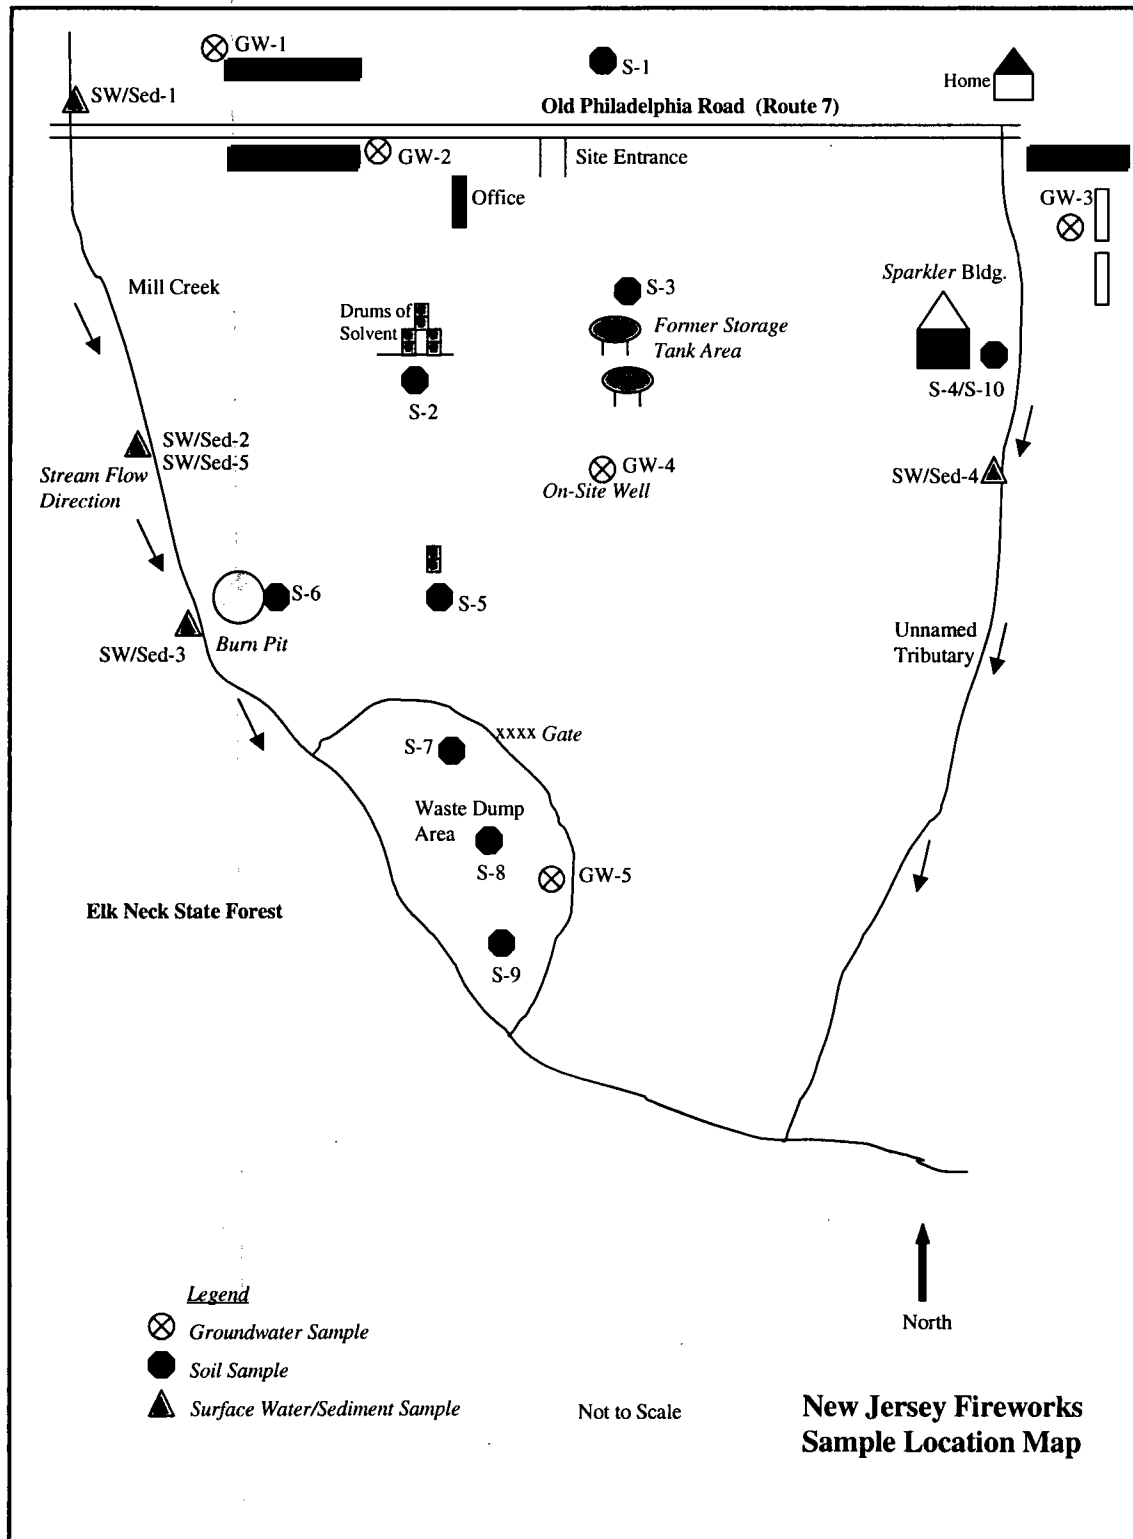 GW-1
S-1
Home
SW/Sed-1
Old Philadelphia Road (Route 7)
GW-2
Site Entrance
Office
GW-3
Mill Creek
S-3
Sparkler Bldg.
Drums of
Solvent
Former Storage
Tank Area
S-2
S-4/S-10
SW/Sed-2
SW/Sed-5
Stream Flow
Direction
GW-4
On-Site Well
SW/Sed-4
S-6
S-5
Burn Pit
SW/Sed-3
Unnamed
Tributary
S-7
xxxx Gate
Waste Dump
Area
S-8
GW-5
Elk Neck State Forest
S-9
North
Legend
Groundwater Sample
Soil Sample
Surface Water/Sediment Sample
Not to Scale
New Jersey Fireworks
Sample Location Map